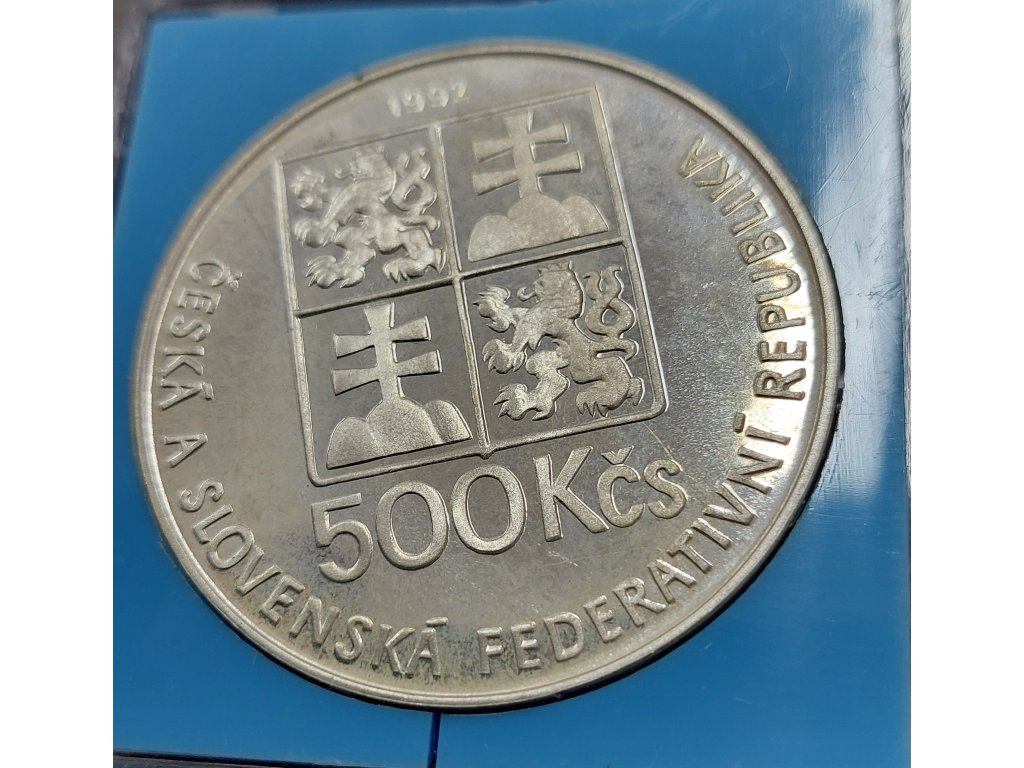 1992
500 Kčs
ČESKÁ A SLOVENSKÁ FEDERATIVNÍ REPUBLIKA